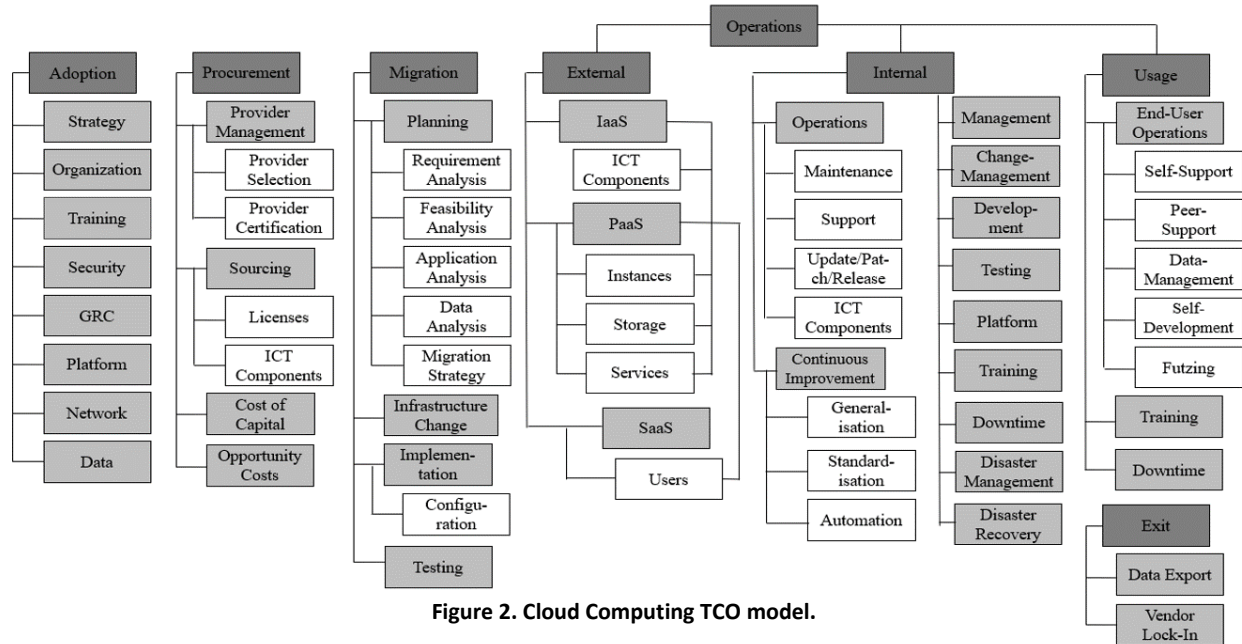 Operations
Adoption
Strategy
Organization
Training
Security
GRC
Platform
Network
Data
Procurement
Provider
Management
Provider
Selection
Provider
Certification
Sourcing
Licenses
ICT
Components
Cost of
Capital
Opportunity
Costs
Migration
Planning
Requirement
Analysis
Feasibility
Analysis
Application
Analysis
Data
Analysis
Migration
Strategy
Infrastructure
Change
Implemen-
tation
Configu-
ration
Testing
External
IaaS
ICT
Components
PaaS
Instances
Storage
Services
SaaS
Users
Internal
Operations
Maintenance
Support
Update/Pat-
ch/Release
ICT
Components
Continuous
Improvement
General-
isation
Standard-
isation
Automation
Management
Change-
Management
Develop-
ment
Testing
Platform
Training
Downtime
Disaster
Management
Disaster
Recovery
Usage
End-User
Operations
Self-Support
Peer-
Support
Data-
Management
Self-
Development
Futzing
Training
Downtime
Exit
Data Export
Vendor
Lock-In
Figure 2. Cloud Computing TCO model.